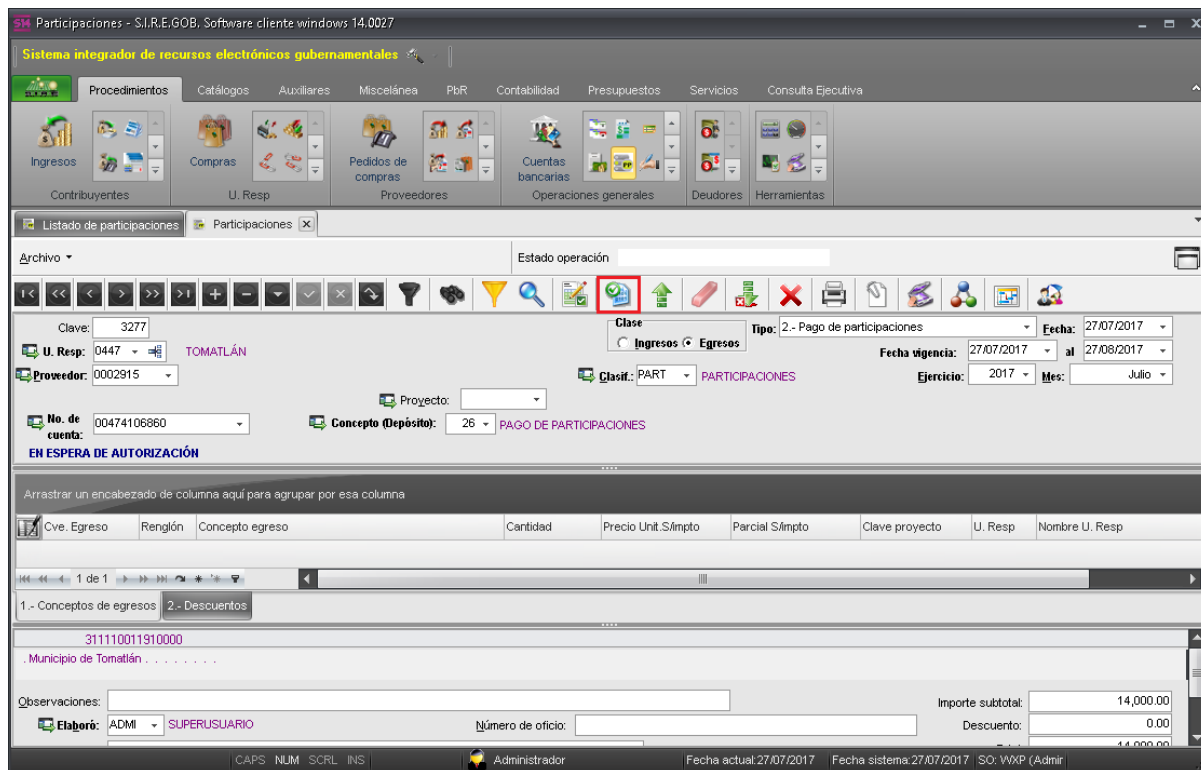 S14 Participaciones - S.I.R.E.GOB. Software cliente windows 14.0027
Sistema integrador de recursos electrónicos gubernamentales
Procedimientos Catálogos Auxiliares Miscelánea PbR Contabilidad Presupuestos Servicios Consulta Ejecutiva
Ingresos Compras Pedidos de compras Cuentas bancarias
Contribuyentes U. Resp Proveedores Operaciones generales Deudores Herramientas
Listado de participaciones Participaciones
Archivo Estado operación
Clave: 3277 Clase Tipo: 2.- Pago de participaciones Fecha: 27/07/2017
Ingresos Egresos
U. Resp: 0447 TOMATLÁN Fecha vigencia: 27/07/2017 al 27/08/2017
Proveedor: 0002915 Clasif.: PART PARTICIPACIONES Ejercicio: 2017 Mes: Julio
Proyecto:
No. de cuenta: 00474106860 Concepto (Depósito): 26 PAGO DE PARTICIPACIONES
EN ESPERA DE AUTORIZACIÓN
Arrastrar un encabezado de columna aquí para agrupar por esa columna
Cve. Egreso Renglón Concepto egreso Cantidad Precio Unit.S/impto Parcial S/impto Clave proyecto U. Resp Nombre U. Resp
1 de 1
1.- Conceptos de egresos 2.- Descuentos
311110011910000
. Municipio de Tomatlán . . . . . . . .
Observaciones: Importe subtotal: 14,000.00
Elaboró: ADMI SUPERUSUARIO Número de oficio: Descuento: 0.00
14,000.00
CAPS NUM SCRL INS Administrador Fecha actual:27/07/2017 Fecha sistema:27/07/2017 SO: WXP (Admir